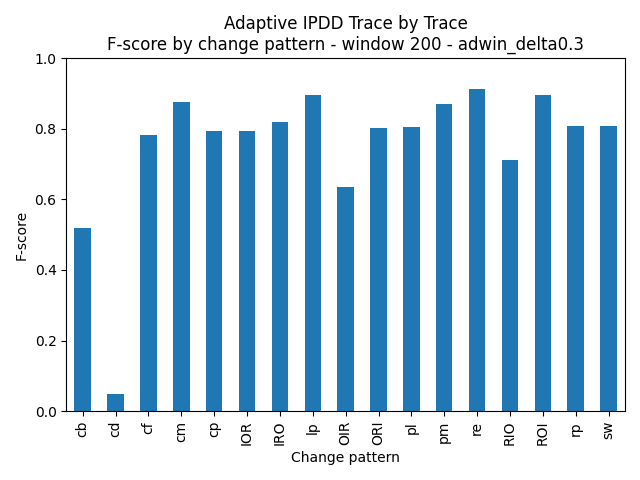 Adaptive IPDD Trace by Trace
F-score by change pattern - window 200 - adwin_delta0.3
1.0
0.8
0.6
0.4
0.2
0.0
F-score
cb
cd
cf
cm
cp
IOR
IRO
lp
OIR
ORI
pl
pm
re
RIO
ROI
rp
sw
Change pattern